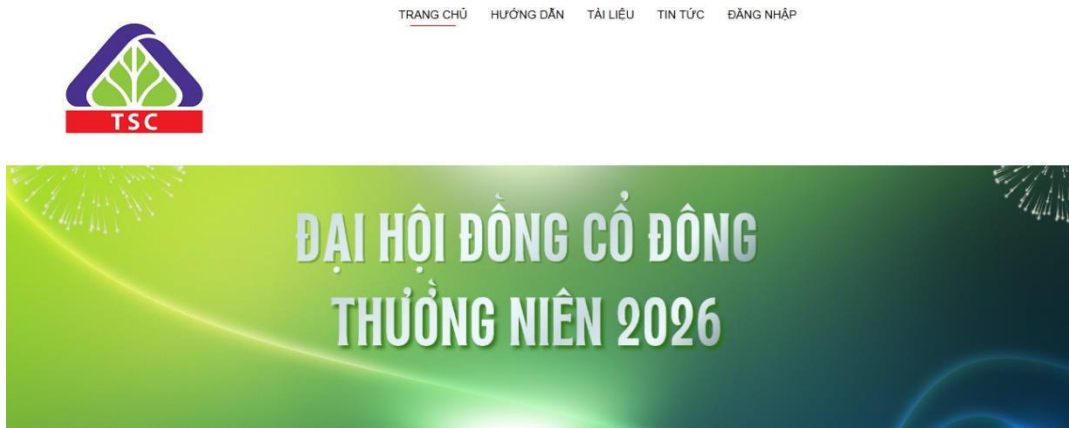 TRANG CHỦ HƯỚNG DẪN TÀI LIỆU TIN TỨC ĐĂNG NHẬP
TSC
ĐẠI HỘI ĐỒNG CỔ ĐÔNG
THƯỜNG NIÊN 2026